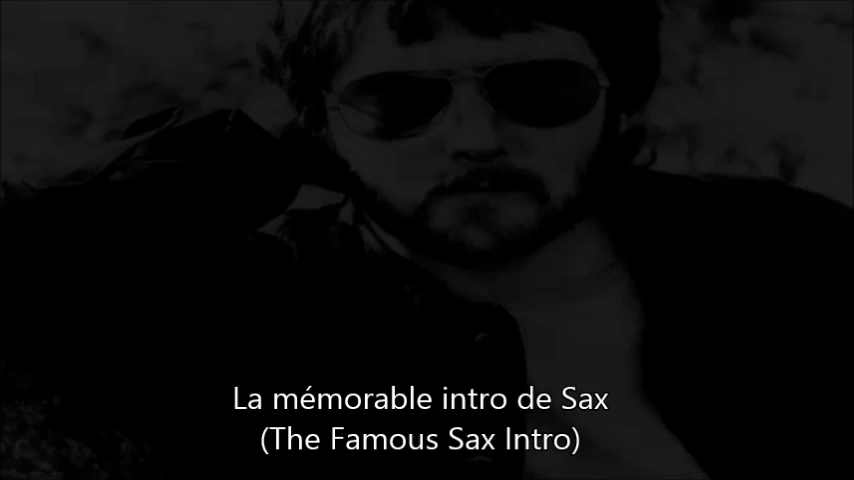 La mémorable intro de Sax
(The Famous Sax Intro)